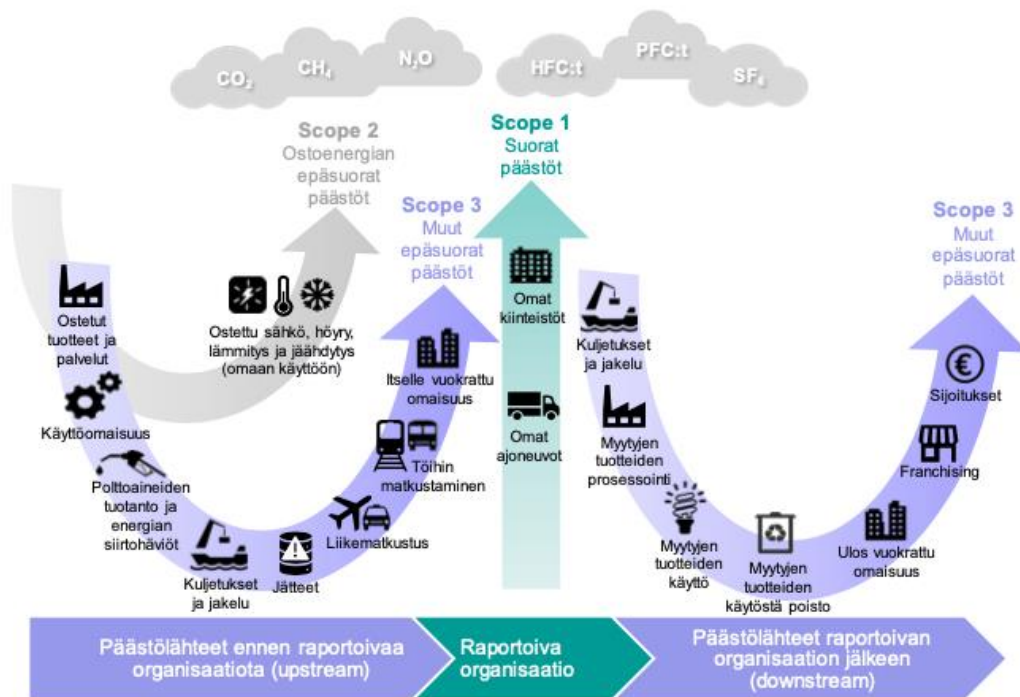 CO₂
CH₄
N₂O
HFC:t
PFC:t
SF₆
Scope 2
Ostoenergian
epäsuorat
päästöt
Scope 3
Muut
epäsuorat
päästöt
Scope 1
Suorat
päästöt
Scope 3
Muut
epäsuorat
päästöt
Ostetut
tuotteet ja
palvelut
Käyttöomaisuus
Polttoaineiden
tuotanto ja
energian
siirtohäviöt
Kuljetukset
ja jakelu
Jätteet
Liikematkustus
Töihin
matkustaminen
Itselle vuokrattu
omaisuus
Ostettu sähkö, höyry,
lämmitys ja jäähdytys
(omaan käyttöön)
Omat
kiinteistöt
Omat
ajoneuvot
Kuljetukset
ja jakelu
Myytyjen
tuotteiden
prosessointi
Myytyjen
tuotteiden
käyttö
Myytyjen
tuotteiden
käytöstä poisto
Ulos vuokrattu
omaisuus
Franchising
€
Sijoitukset
Päästölähteet ennen raportoivaa
organisaatiota (upstream)
Raportoiva
organisaatio
Päästölähteet raportoivan
organisaation jälkeen
(downstream)